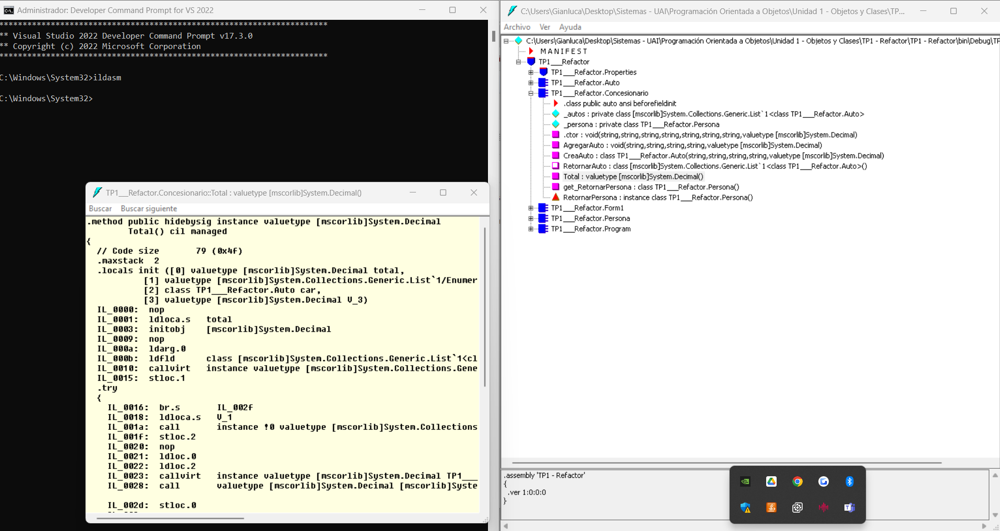 Administrador: Developer Command Prompt for VS 2022
**********************************************************************
** Visual Studio 2022 Developer Command Prompt v17.3.0
** Copyright (c) 2022 Microsoft Corporation
**********************************************************************
C:\Windows\System32>ildasm
C:\Windows\System32>
TP1___Refactor.Concesionario::Total : valuetype [mscorlib]System.Decimal()
Buscar Buscar siguiente
.method public hidebysig instance valuetype [mscorlib]System.Decimal
Total() cil managed
{
// Code size 79 (0x4f)
.maxstack 2
.locals init ([0] valuetype [mscorlib]System.Decimal total,
[1] valuetype [mscorlib]System.Collections.Generic.List`1/Enumer
[2] class TP1___Refactor.Auto car,
[3] valuetype [mscorlib]System.Decimal V_3)
IL_0000: nop
IL_0001: ldloca.s total
IL_0003: initobj [mscorlib]System.Decimal
IL_0009: nop
IL_000a: ldarg.0
IL_000b: ldfld class [mscorlib]System.Collections.Generic.List`1<cl
IL_0010: callvirt instance valuetype [mscorlib]System.Collections.Gene
IL_0015: stloc.1
.try
{
IL_0016: br.s IL_002f
IL_0018: ldloca.s V_1
IL_001a: call instance !0 valuetype [mscorlib]System.Collections
IL_001f: stloc.2
IL_0020: nop
IL_0021: ldloc.0
IL_0022: ldloc.2
IL_0023: callvirt instance valuetype [mscorlib]System.Decimal TP1___
IL_0028: call valuetype [mscorlib]System.Decimal [mscorlib]Syste
IL_002d: stloc.0
C:\Users\Gianluca\Desktop\Sistemas - UAI\Programación Orientada a Objetos\Unidad 1 - Objetos y Clases\TP...
Archivo Ver Ayuda
C:\Users\Gianluca\Desktop\Sistemas - UAI\Programación Orientada a Objetos\Unidad 1 - Objetos y Clases\TP1 - Refactor\TP1 - Refactor\bin\Debug\TP
M A N I F E S T
TP1___Refactor
TP1___Refactor.Properties
TP1___Refactor.Auto
TP1___Refactor.Concesionario
.class public auto ansi beforefieldinit
_autos : private class [mscorlib]System.Collections.Generic.List`1<class TP1___Refactor.Auto>
_persona : private class TP1___Refactor.Persona
.ctor : void(string,string,string,string,string,string,string,valuetype [mscorlib]System.Decimal)
AgregarAuto : void(string,string,string,string,valuetype [mscorlib]System.Decimal)
CreaAuto : class TP1___Refactor.Auto(string,string,string,string,valuetype [mscorlib]System.Decimal)
RetornarAuto : class [mscorlib]System.Collections.Generic.List`1<class TP1___Refactor.Auto>()
Total : valuetype [mscorlib]System.Decimal()
get_RetornarPersona : class TP1___Refactor.Persona()
RetornarPersona : instance class TP1___Refactor.Persona()
TP1___Refactor.Form1
TP1___Refactor.Persona
TP1___Refactor.Program
.assembly 'TP1 - Refactor'
{
.ver 1:0:0:0
}